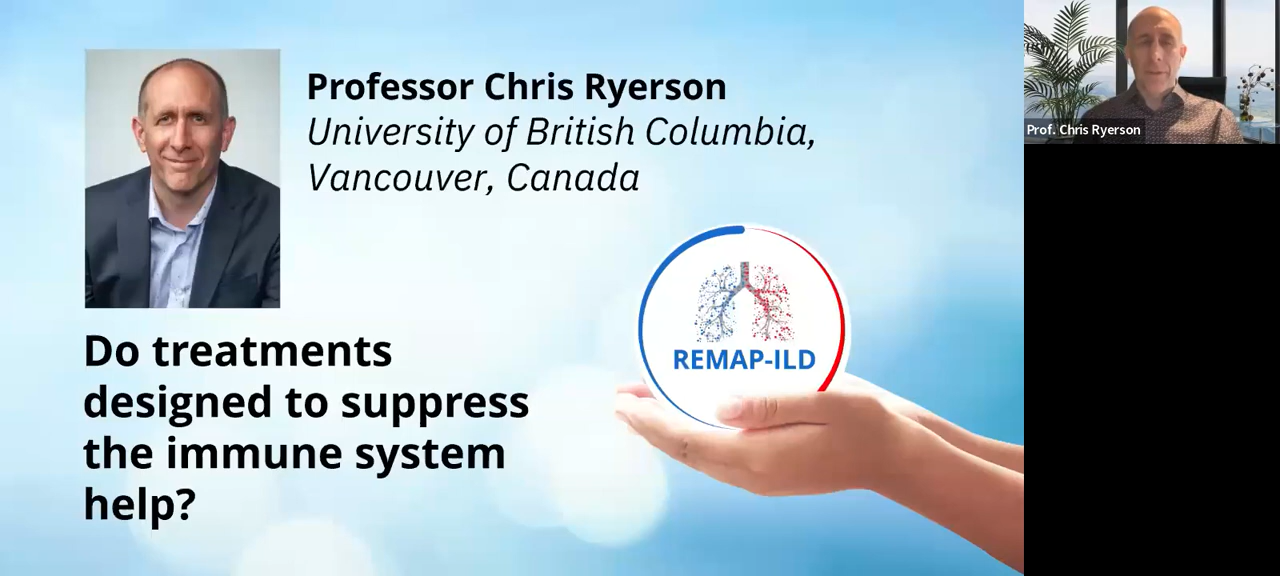 Professor Chris Ryerson
University of British Columbia,
Vancouver, Canada
Do treatments
designed to suppress
the immune system
help?
REMAP-ILD
Prof. Chris Ryerson